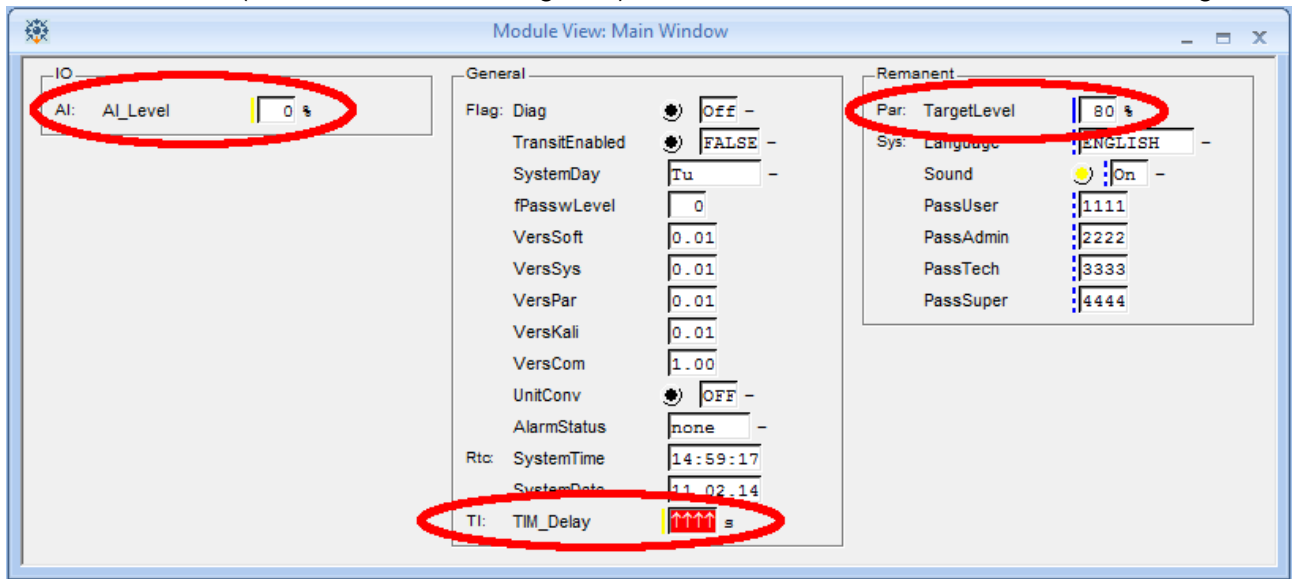 Module View: Main Window
IO
AI: AI_Level 0 %
General
Flag: Diag Off -
TransitEnabled FALSE -
SystemDay Tu -
fPasswLevel 0
VersSoft 0.01
VersSys 0.01
VersPar 0.01
VersKali 0.01
VersCom 1.00
UnitConv OFF -
AlarmStatus none -
Rtc: SystemTime 14:59:17
SystemDate 11.02.14
TI: TIM_Delay ↑↑↑↑ s
Remanent
Par: TargetLevel 80 %
Sys: Language ENGLISH -
Sound On -
PassUser 1111
PassAdmin 2222
PassTech 3333
PassSuper 4444